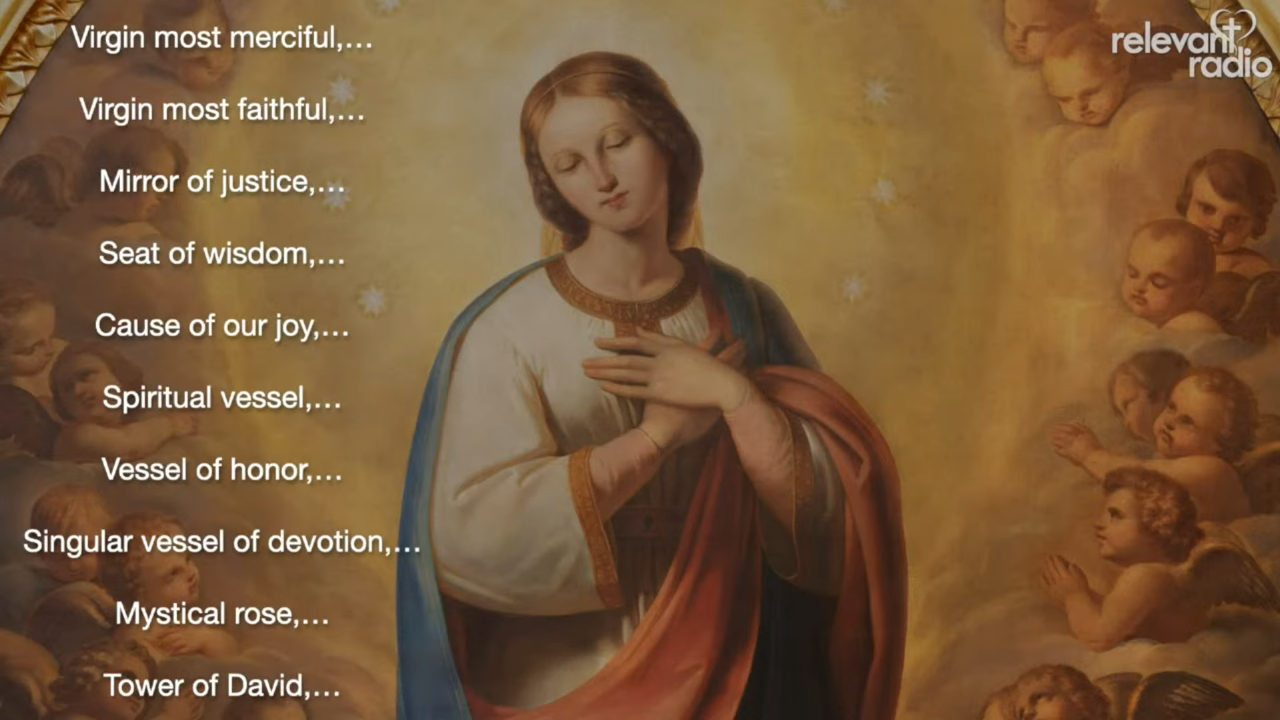 Virgin most merciful,...
Virgin most faithful,...
Mirror of justice,...
Seat of wisdom,...
Cause of our joy,...
Spiritual vessel,...
Vessel of honor,...
Singular vessel of devotion,...
Mystical rose,...
Tower of David,...
relevant
radio